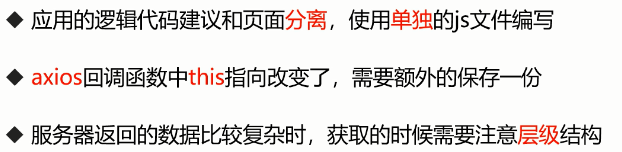 ◆ 应用的逻辑代码建议和页面分离，使用单独的js文件编写
◆ axios回调函数中this指向改变了，需要额外的保存一份
◆ 服务器返回的数据比较复杂时，获取的时候需要注意层级结构